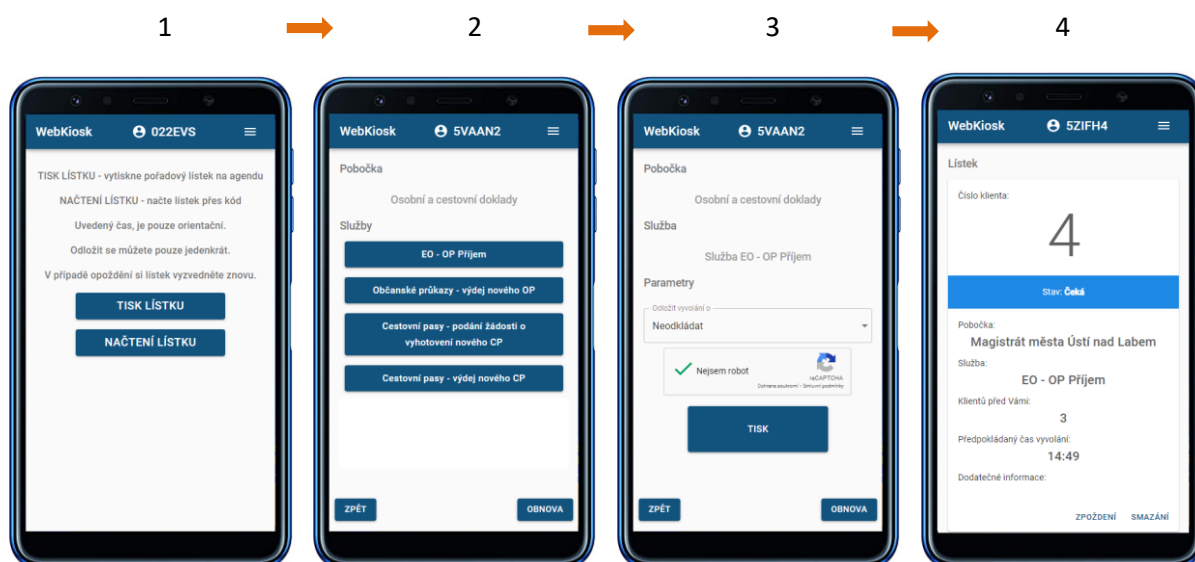 1
2
3
4
WebKiosk 022EVS
TISK LÍSTKU - vytiskne pořadový lístek na agendu
NAČTENÍ LÍSTKU - načte lístek přes kód
Uvedený čas, je pouze orientační.
Odložit se můžete pouze jedenkrát.
V případě opoždění si lístek vyzvedněte znovu.
TISK LÍSTKU
NAČTENÍ LÍSTKU
WebKiosk 5VAAN2
Pobočka
Osobní a cestovní doklady
Služby
EO - OP Příjem
Občanské průkazy - výdej nového OP
Cestovní pasy - podání žádosti o
vyhotovení nového CP
Cestovní pasy - výdej nového CP
ZPĚT
OBNOVA
WebKiosk 5VAAN2
Pobočka
Osobní a cestovní doklady
Služba
Služba EO - OP Příjem
Parametry
Odložit vyvolání o
Neodkládat
Nejsem robot
reCAPTCHA
Ochrana soukromí - Smluvní podmínky
TISK
ZPĚT
OBNOVA
WebKiosk 5ZIFH4
Lístek
Číslo klienta:
4
Stav: Čeká
Pobočka:
Magistrát města Ústí nad Labem
Služba:
EO - OP Příjem
Klientů před Vámi:
3
Předpokládaný čas vyvolání:
14:49
Dodatečné informace:
ZPOŽDENÍ SMAZÁNÍ